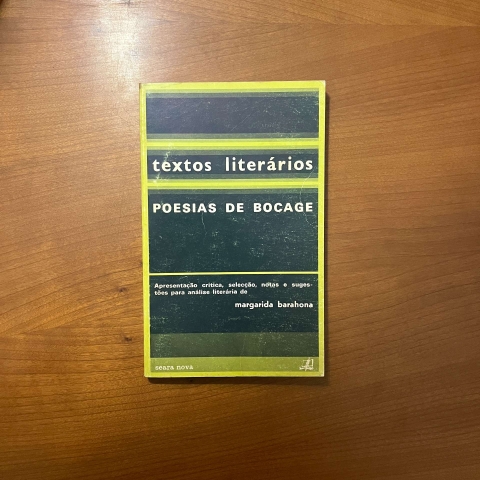 textos literários
POESIAS DE BOCAGE
Apresentação crítica, selecção, notas e suges-
tões para análise literária de
margarida barahona
seara nova